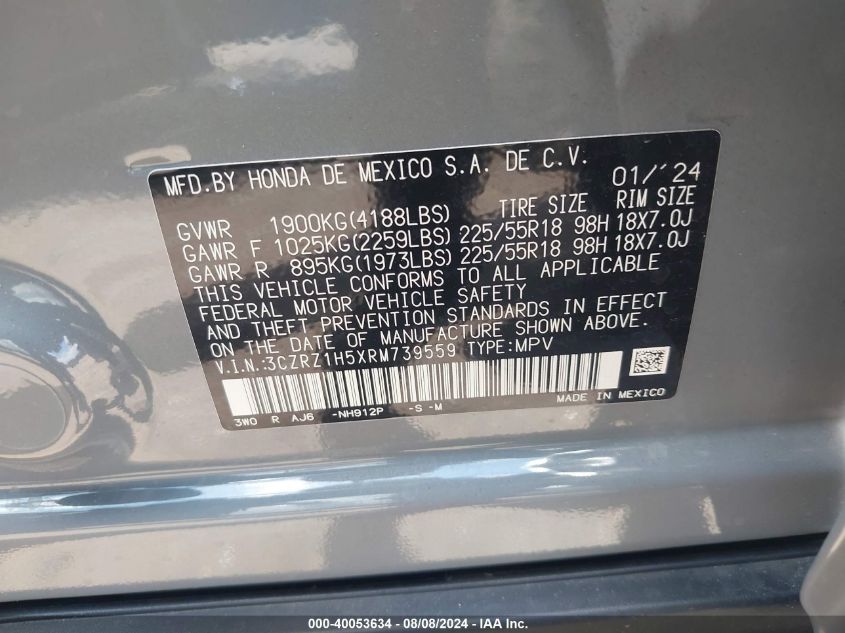 MFD.BY HONDA DE MEXICO S.A. DE C.V. 01/'24
GVWR 1900KG(4188LBS) TIRE SIZE RIM SIZE
GAWR F 1025KG(2259LBS) 225/55R18 98H 18X7.0J
GAWR R 895KG(1973LBS) 225/55R18 98H 18X7.0J
THIS VEHICLE CONFORMS TO ALL APPLICABLE
FEDERAL MOTOR VEHICLE SAFETY
AND THEFT PREVENTION STANDARDS IN EFFECT
ON THE DATE OF MANUFACTURE SHOWN ABOVE.
V.I.N.:3CZRZ1H5XRM739559 TYPE:MPV
3W0 R AJ6 -NH912P -S -M MADE IN MEXICO
000-40053634 - 08/08/2024 - IAA Inc.